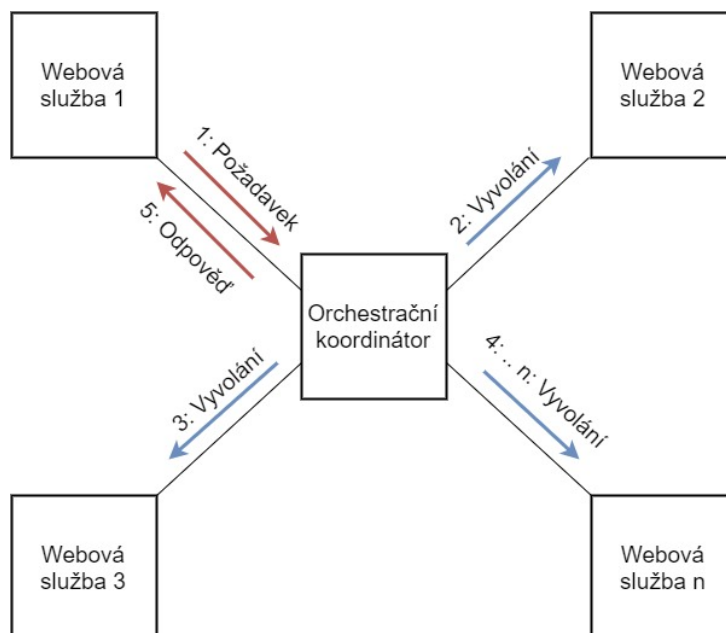 Webová
služba 1
Webová
služba 2
1: Požadavek
5: Odpověď
2: Vyvolání
Orchestrační
koordinátor
3: Vyvolání
4: .. n: Vyvolání
Webová
služba 3
Webová
služba n